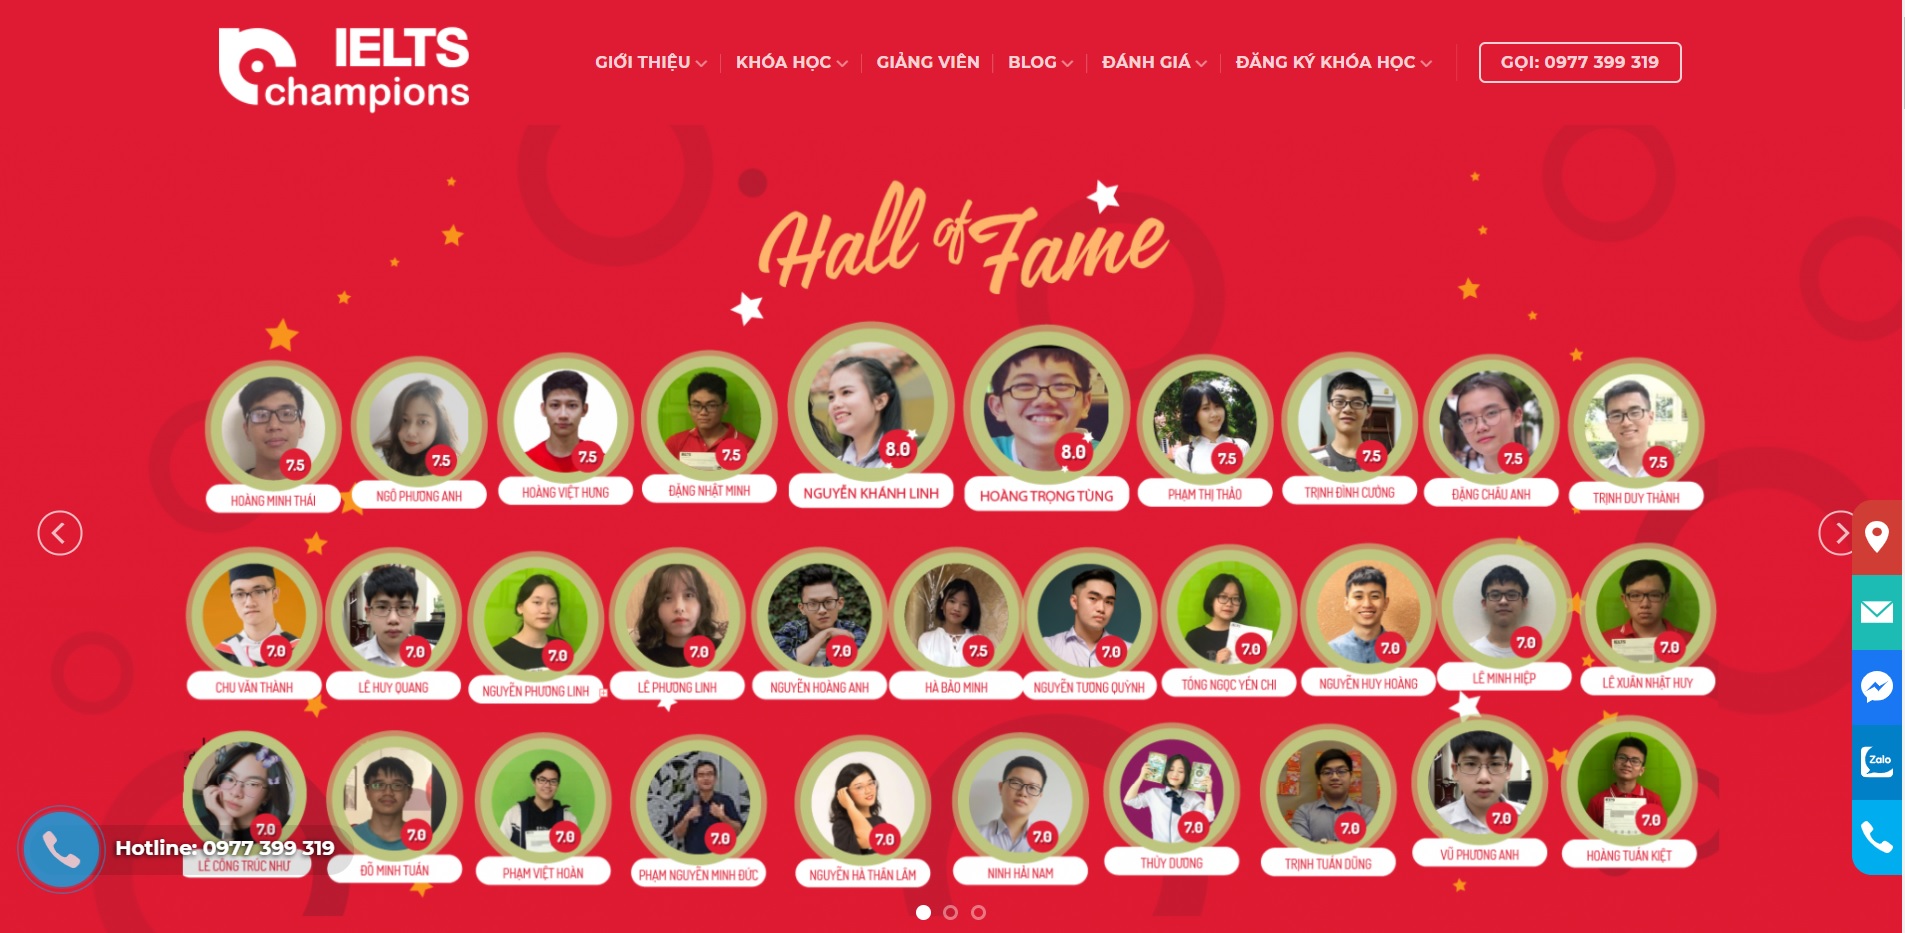 IELTS
champions
GIỚI THIỆU
KHÓA HỌC
GIẢNG VIÊN
BLOG
ĐÁNH GIÁ
ĐĂNG KÝ KHÓA HỌC
GỌI: 0977 399 319
Hall of Fame
7.5
7.5
7.5
7.5
8.0
8.0
7.5
7.5
7.5
7.5
HOÀNG MINH THÁI
NGÔ PHƯƠNG ANH
HOÀNG VIỆT HƯNG
ĐẶNG NHẬT MINH
NGUYỄN KHÁNH LINH
HOÀNG TRỌNG TÙNG
PHẠM THỊ THẢO
TRỊNH ĐÌNH CƯỜNG
ĐẶNG CHÂU ANH
TRỊNH DUY THÀNH
7.0
7.0
7.0
7.0
7.0
7.5
7.0
7.0
7.0
7.0
7.0
CHU VĂN THÀNH
LÊ HUY QUANG
NGUYỄN PHƯƠNG LINH
LÊ PHƯƠNG LINH
NGUYỄN HOÀNG ANH
HÀ BẢO MINH
NGUYỄN TƯƠNG QUỲNH
TỐNG NGỌC YẾN CHI
NGUYỄN HUY HOÀNG
LÊ MINH HIỆP
LÊ XUÂN NHẬT HUY
7.0
7.0
7.0
7.0
7.0
7.0
7.0
7.0
7.0
7.0
LÊ CÔNG TRÚC NHƯ
ĐỖ MINH TUẤN
PHẠM VIỆT HOÀN
PHẠM NGUYỄN MINH ĐỨC
NGUYỄN HÀ THÂN LÂM
NINH HẢI NAM
THÙY DƯƠNG
TRỊNH TUẤN DŨNG
VŨ PHƯƠNG ANH
HOÀNG TUẤN KIỆT
Hotline: 0977 399 319
Zalo